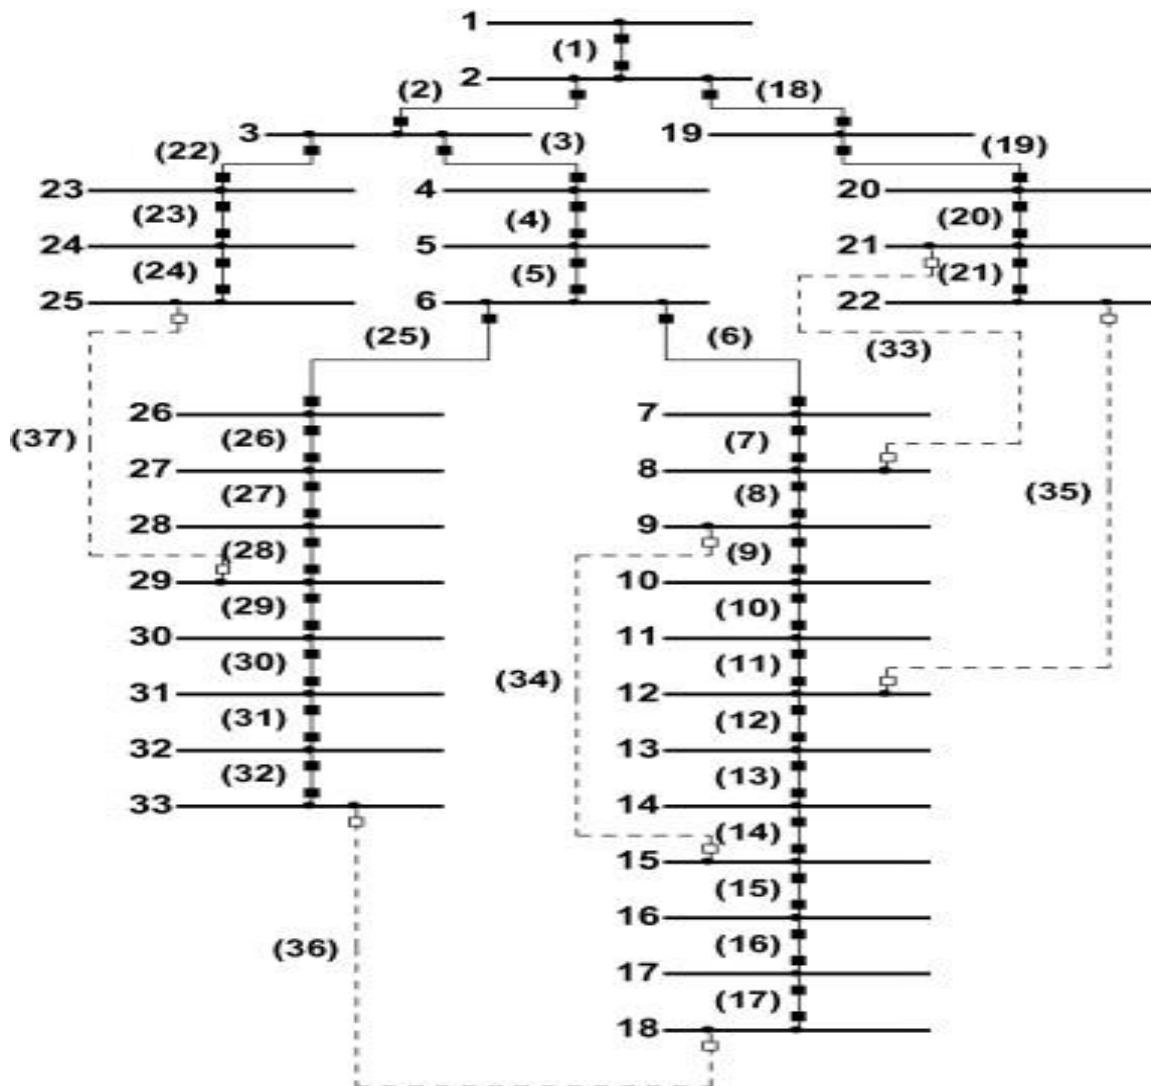 1
(1)
2
(2) (18)
3 (3) 19
(22) (19)
23 4 20
(23) (4) (20)
24 5 21
(24) (5) (21)
25 6 22
(25) (6) (33)
26 7
(37) (26) (7)
27 8
(27) (8) (35)
28 9
(28) (9)
29 10
(29) (10)
30 11
(30) (34) (11)
31 12
(31) (12)
32 13
(32) (13)
33 14
(14)
15
(15)
16
(36) (16)
17
(17)
18